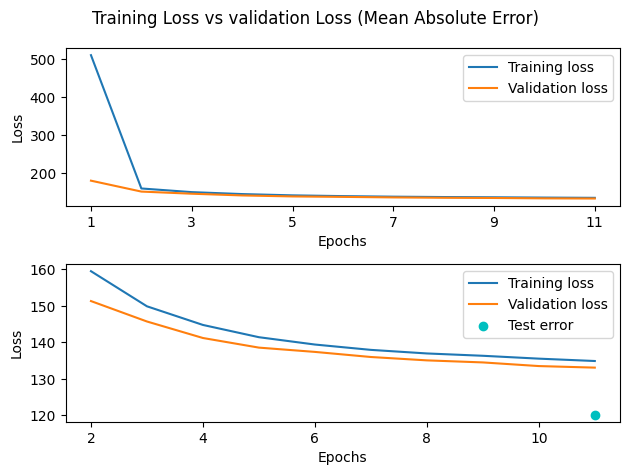 Training Loss vs validation Loss (Mean Absolute Error)
500
400
300
200
Loss
Training loss
Validation loss
1 3 5 7 9 11
Epochs
160
150
140
130
120
Loss
Training loss
Validation loss
Test error
2 4 6 8 10
Epochs